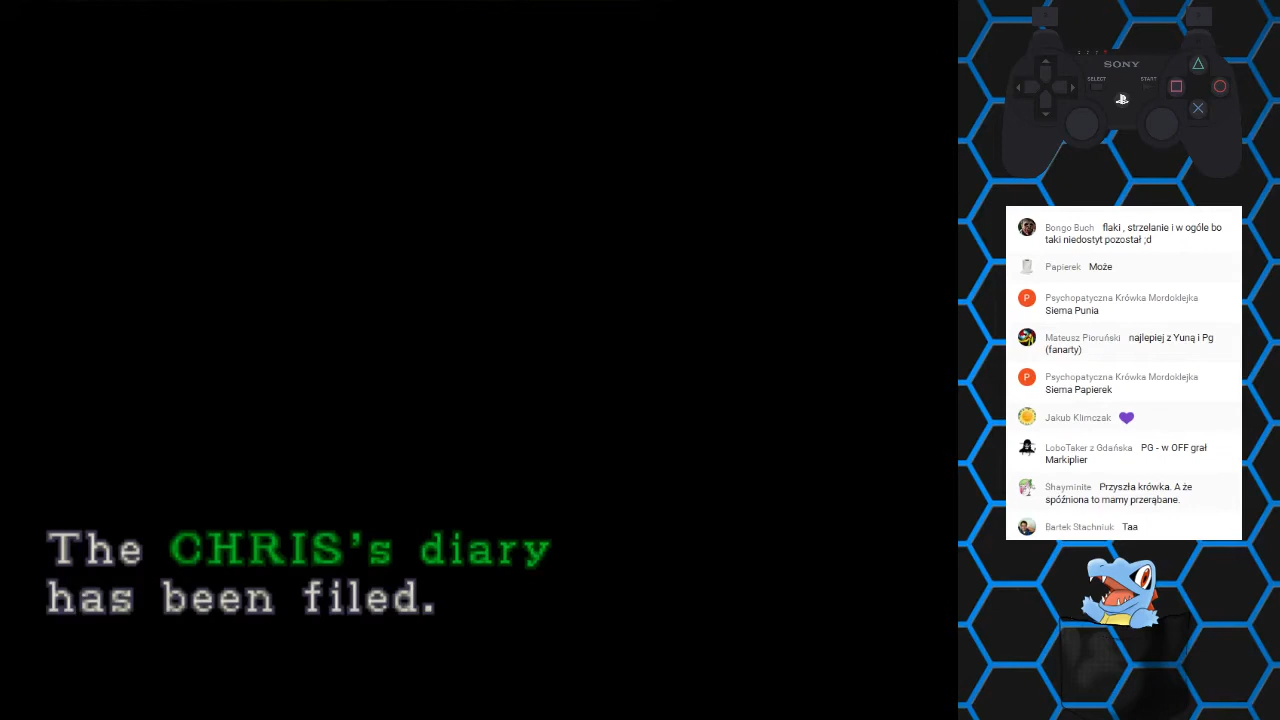 The CHRIS's diary
has been filed.
SONY
SELECT
START
Bongo Buch flaki , strzelanie i w ogóle bo
taki niedostyt pozostał ;d
Papierek Może
P
Psychopatyczna Krówka Mordoklejka
Siema Punia
Mateusz Pioruński najlepiej z Yuną i Pg
(fanarty)
P
Psychopatyczna Krówka Mordoklejka
Siema Papierek
Jakub Klimczak
LoboTaker z Gdańska PG - w OFF grał
Markiplier
Shayminite Przyszła krówka. A że
spóźniona to mamy przerąbane.
Bartek Stachniuk Taa